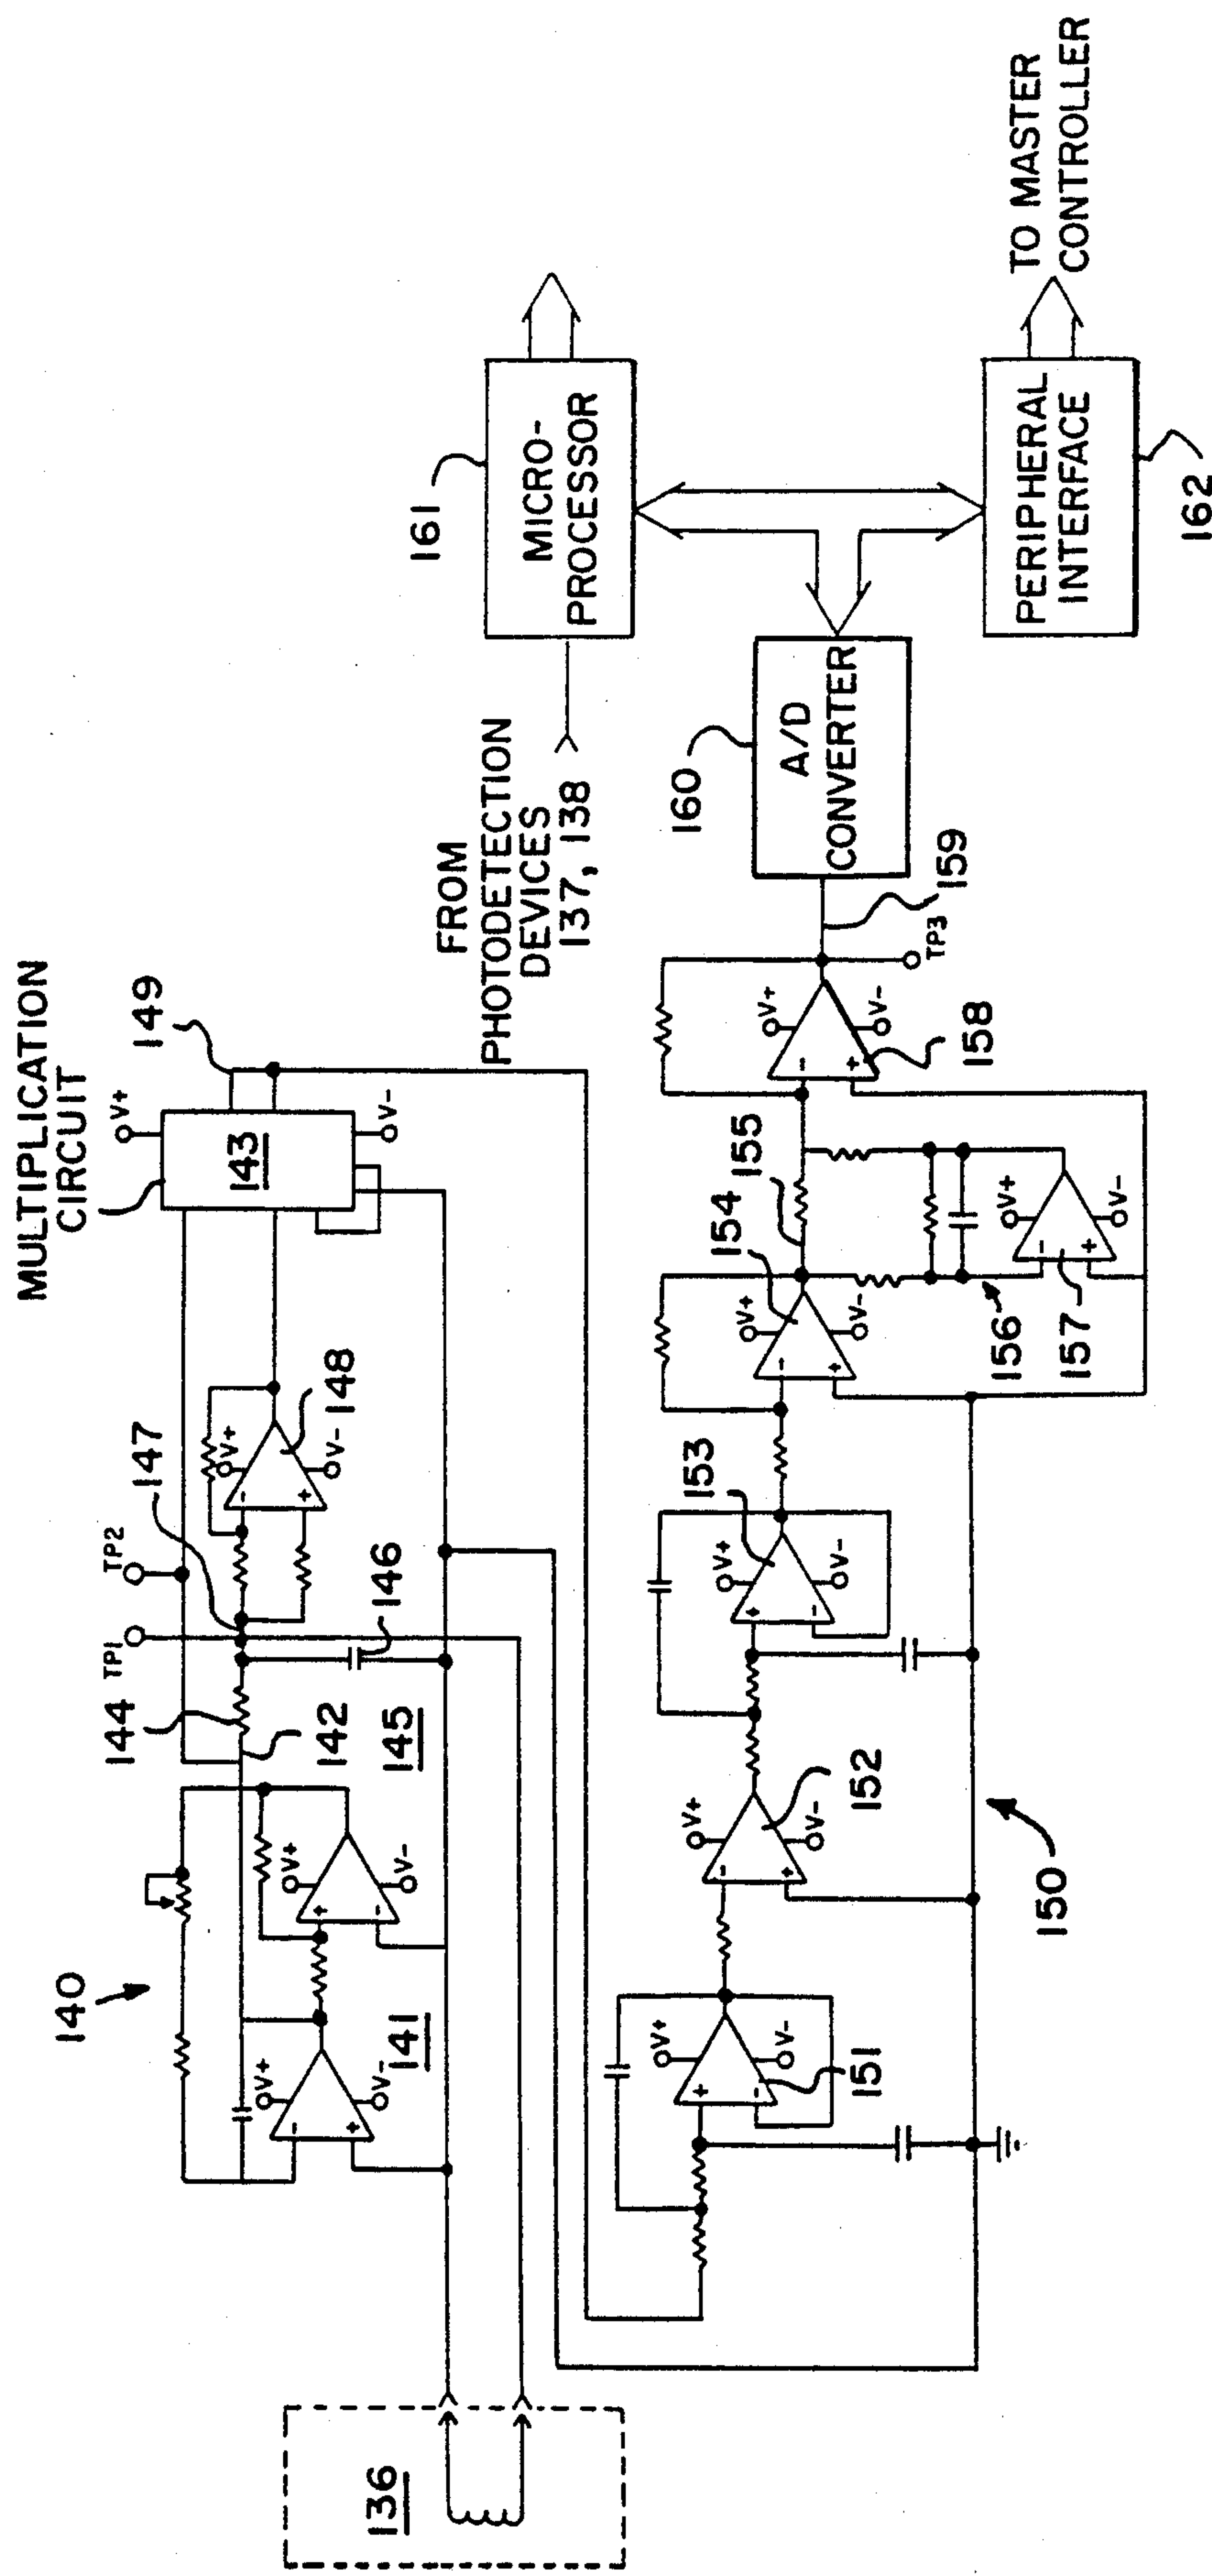 MULTIPLICATION
CIRCUIT
149
V+
143
V-
TP2
TP1
147
V+
148
V-
144
142
146
145
140
V+
V-
V+
V-
141
136
FROM
PHOTODETECTION
DEVICES
137, 138
161
MICRO-
PROCESSOR
160
A/D
CONVERTER
159
TP3
TO MASTER
CONTROLLER
PERIPHERAL
INTERFACE
162
V+
V-
158
155
154
V+
V-
156
157
V+
V-
153
V+
V-
152
V+
V-
151
V+
V-
150